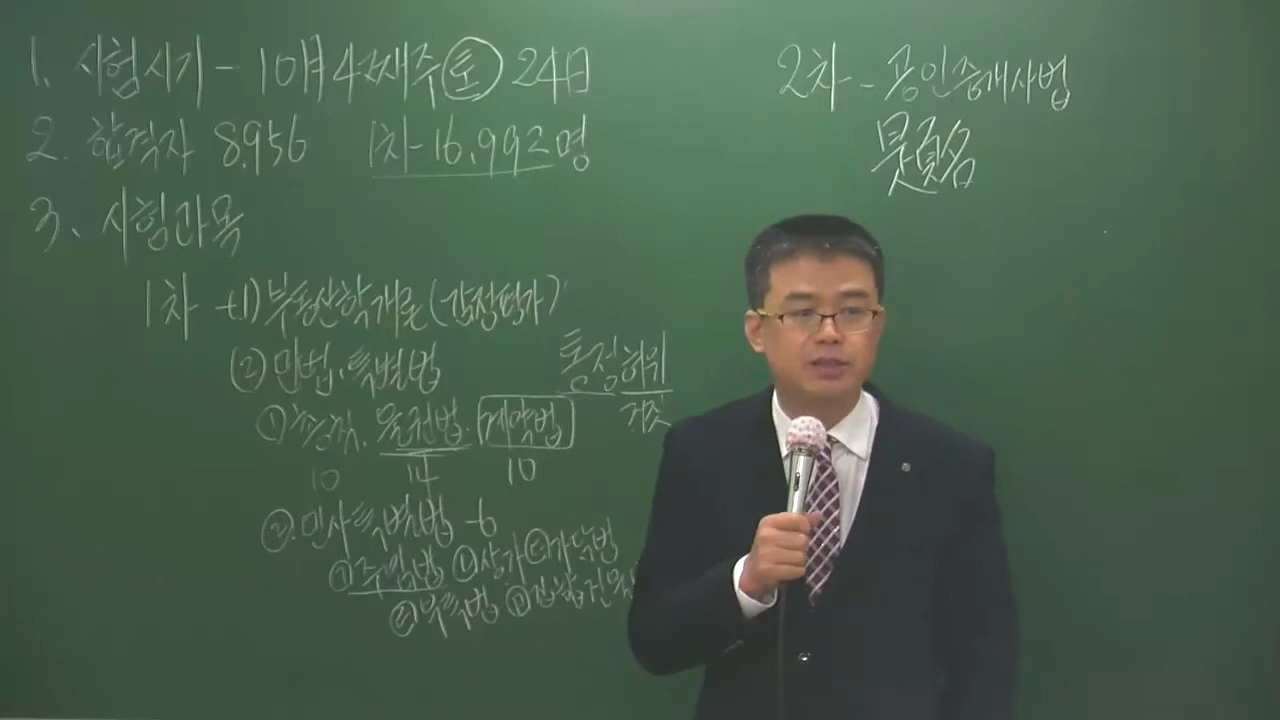 1. 시험시기 - 10月 4째주 (토) 24日
2. 합격자 8,956 1차 - 16,992명
3. 시험과목
1차 - (1) 부동산학개론 (감정평가)
(2) 민법.특별법
① 총칙. 물권법. 계약법
10 14 10
② 민사특별법 - 6
㉠ 주임법 ㉡ 상가 ㉢ 가담법
㉣ 부특법 ㉤ 집합건물
통정허위
거짓
2차 - 공인중개사법
題名